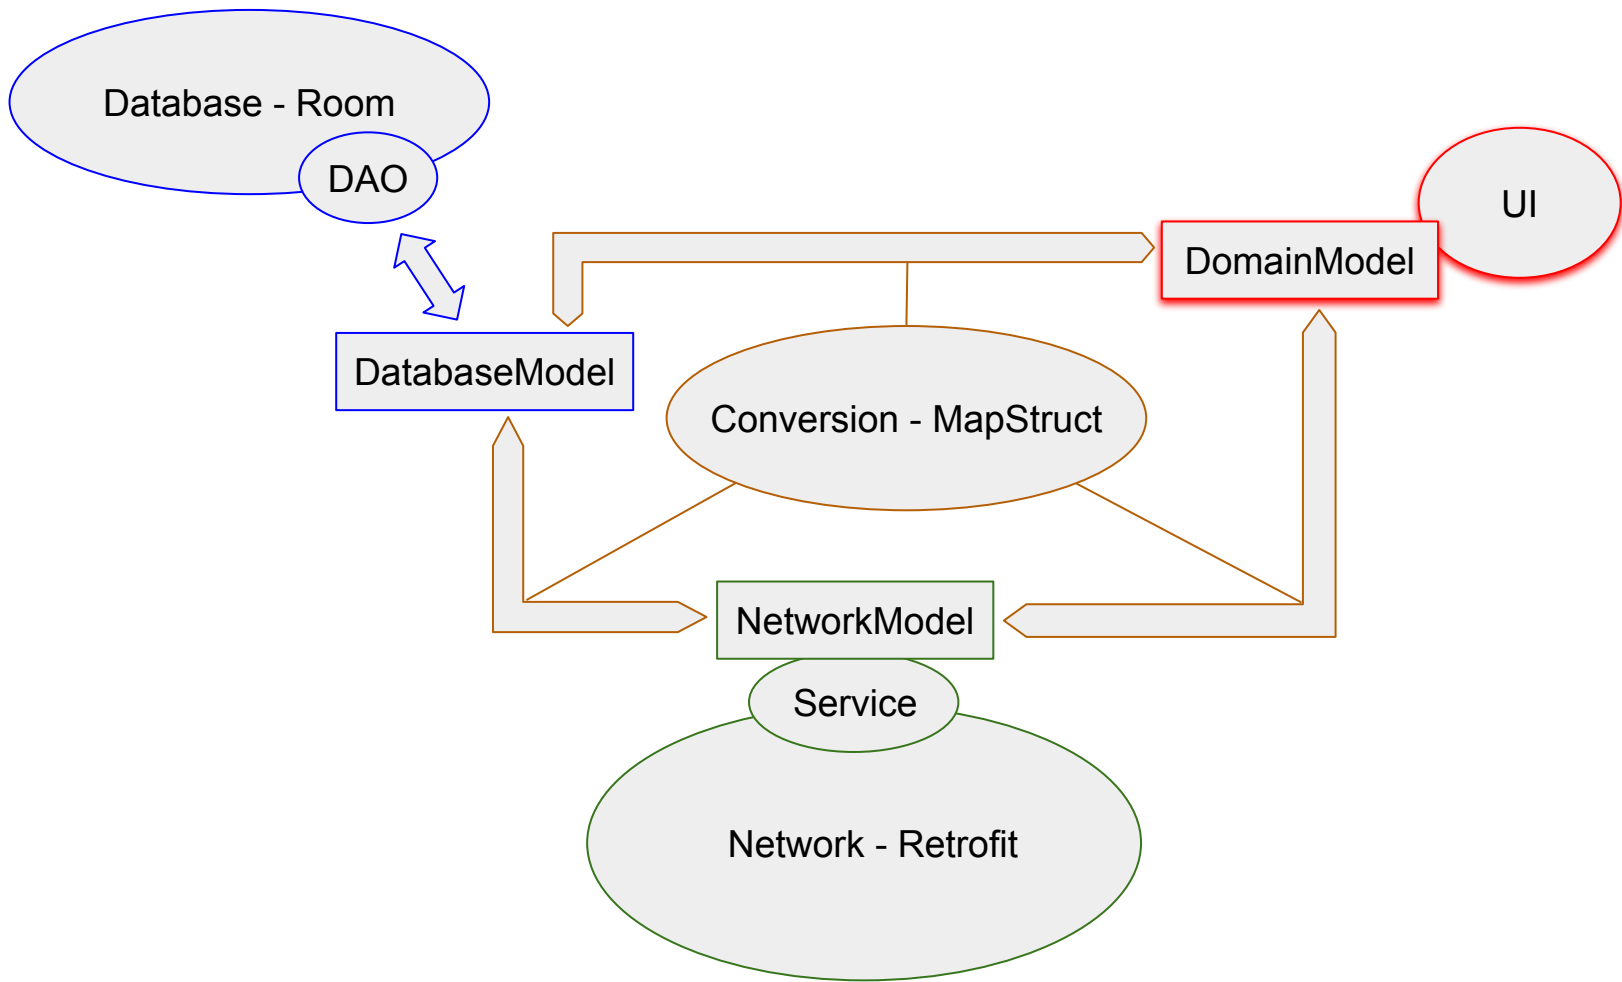 Database - Room
DAO
UI
DomainModel
DatabaseModel
Conversion - MapStruct
NetworkModel
Service
Network - Retrofit